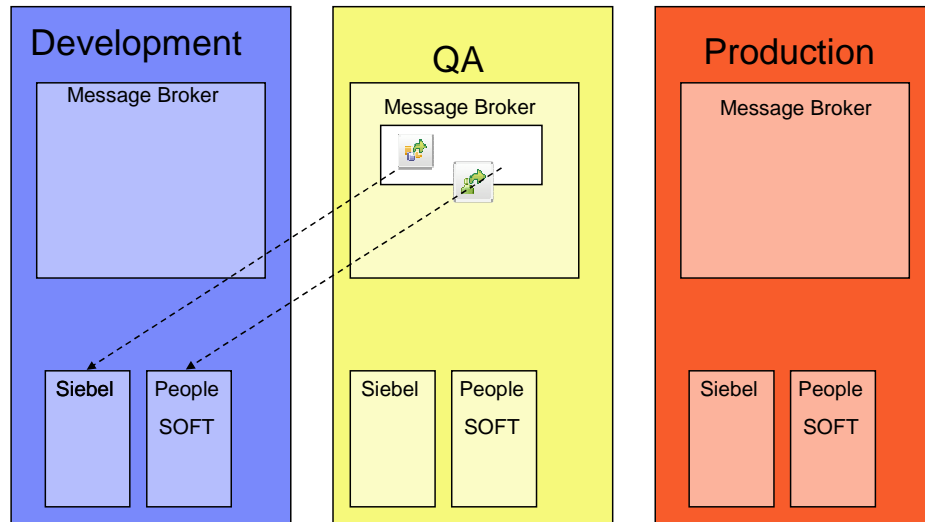 Development
Message Broker
Siebel
People
SOFT
QA
Message Broker
Siebel
People
SOFT
Production
Message Broker
Siebel
People
SOFT